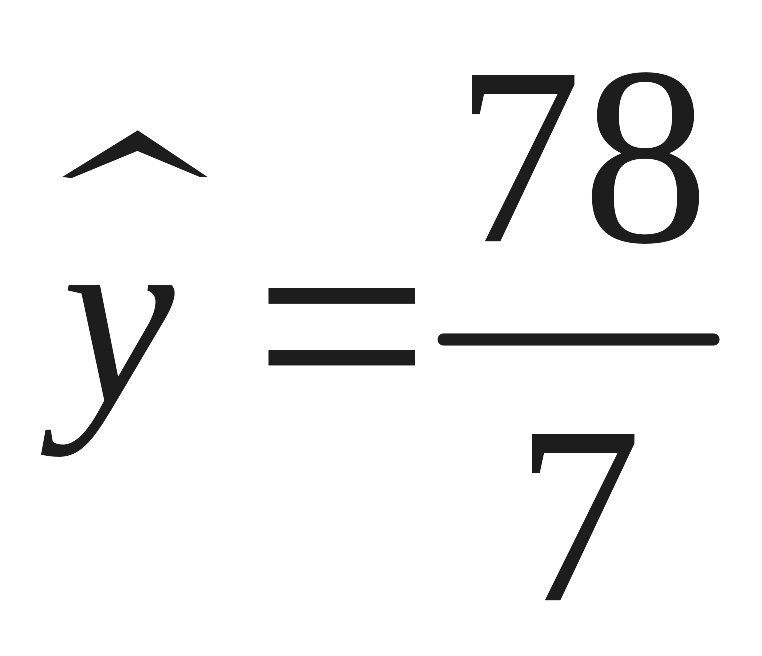 ŷ = 78/7